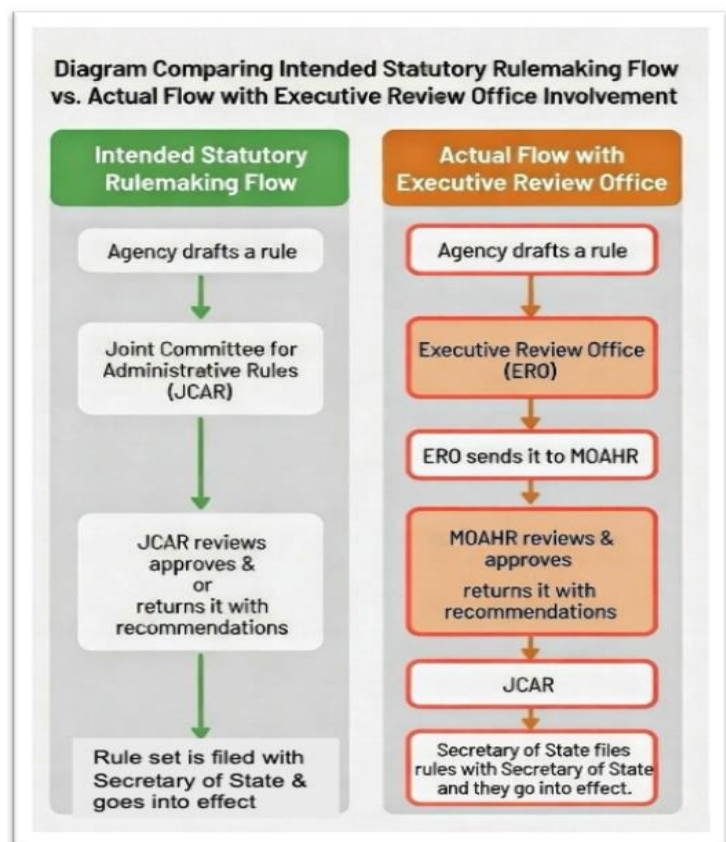 Diagram Comparing Intended Statutory Rulemaking Flow
vs. Actual Flow with Executive Review Office Involvement
Intended Statutory
Rulemaking Flow
Agency drafts a rule
Joint Committee for
Administrative Rules
(JCAR)
JCAR reviews
approves &
or
returns it with
recommendations
Rule set is filed with
Secretary of State &
goes into effect
Actual Flow with
Executive Review Office
Agency drafts a rule
Executive Review Office
(ERO)
ERO sends it to MOAHR
MOAHR reviews &
approves
returns it with
recommendations
JCAR
Secretary of State files
rules with Secretary of State
and they go into effect.